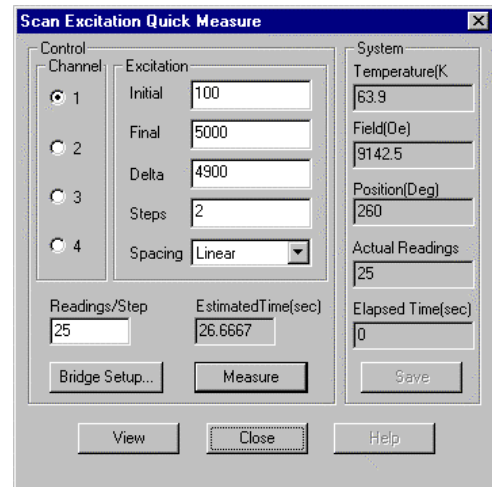 Scan Excitation Quick Measure
Control
Channel
1
2
3
4
Excitation
Initial 100
Final 5000
Delta 4900
Steps 2
Spacing Linear
Readings/Step
25
EstimatedTime(sec)
26.6667
Bridge Setup...
Measure
System
Temperature(K
63.9
Field(Oe)
9142.5
Position(Deg)
260
Actual Readings
25
Elapsed Time(sec)
0
Save
View
Close
Help